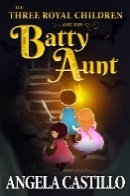 THE
THREE ROYAL CHILDREN
AND THE
Batty
Aunt
ANGELA CASTILLO